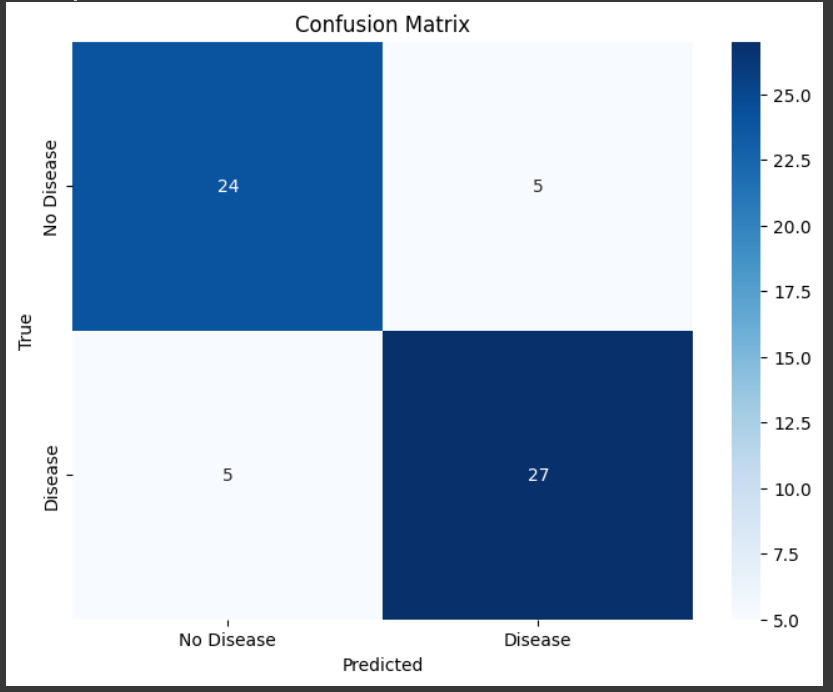 Confusion Matrix
No Disease
Disease
True
24
5
5
27
No Disease
Disease
Predicted
25.0
22.5
20.0
17.5
15.0
12.5
10.0
7.5
5.0